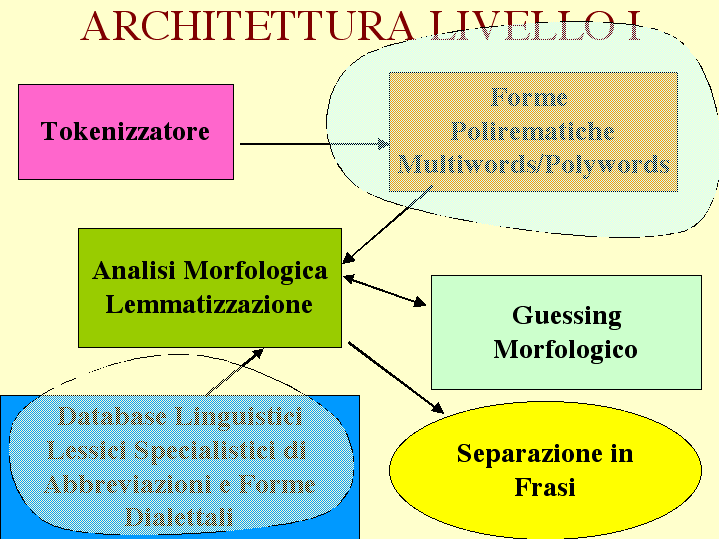 ARCHITETTURA LIVELLO I
Tokenizzatore
Forme
Polirematiche
Multiwords/Polywords
Analisi Morfologica
Lemmatizzazione
Guessing
Morfologico
Database Linguistici
Lessici Specialistici di
Abbreviazioni e Forme
Dialettali
Separazione in
Frasi